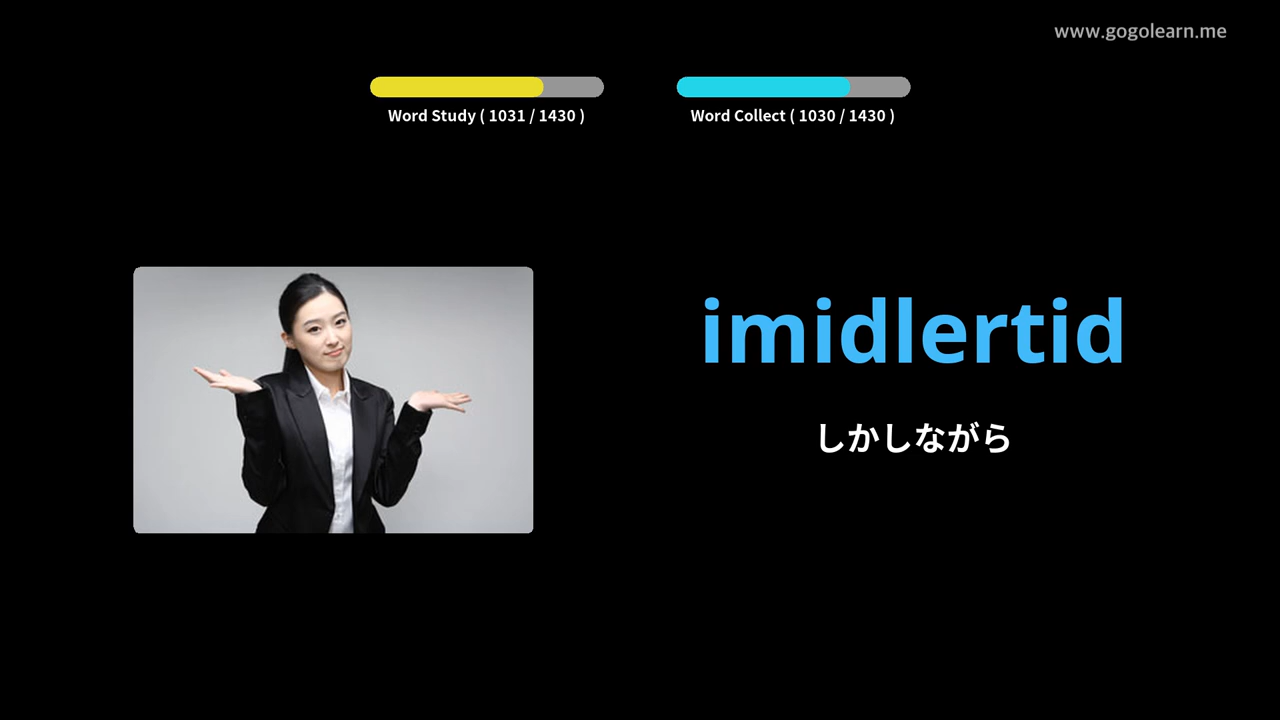 www.gogolearn.me
Word Study ( 1031 / 1430 )
Word Collect ( 1030 / 1430 )
imidlertid
しかしながら